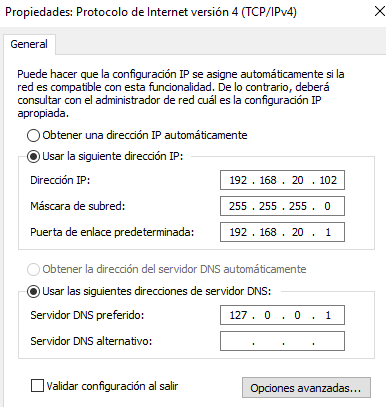 Propiedades: Protocolo de Internet versión 4 (TCP/IPv4)
General
Puede hacer que la configuración IP se asigne automáticamente si la
red es compatible con esta funcionalidad. De lo contrario, deberá
consultar con el administrador de red cuál es la configuración IP
apropiada.
Obtener una dirección IP automáticamente
Usar la siguiente dirección IP:
Dirección IP: 192 . 168 . 20 . 102
Máscara de subred: 255 . 255 . 255 . 0
Puerta de enlace predeterminada: 192 . 168 . 20 . 1
Obtener la dirección del servidor DNS automáticamente
Usar las siguientes direcciones de servidor DNS:
Servidor DNS preferido: 127 . 0 . 0 . 1
Servidor DNS alternativo: . . .
Validar configuración al salir Opciones avanzadas...